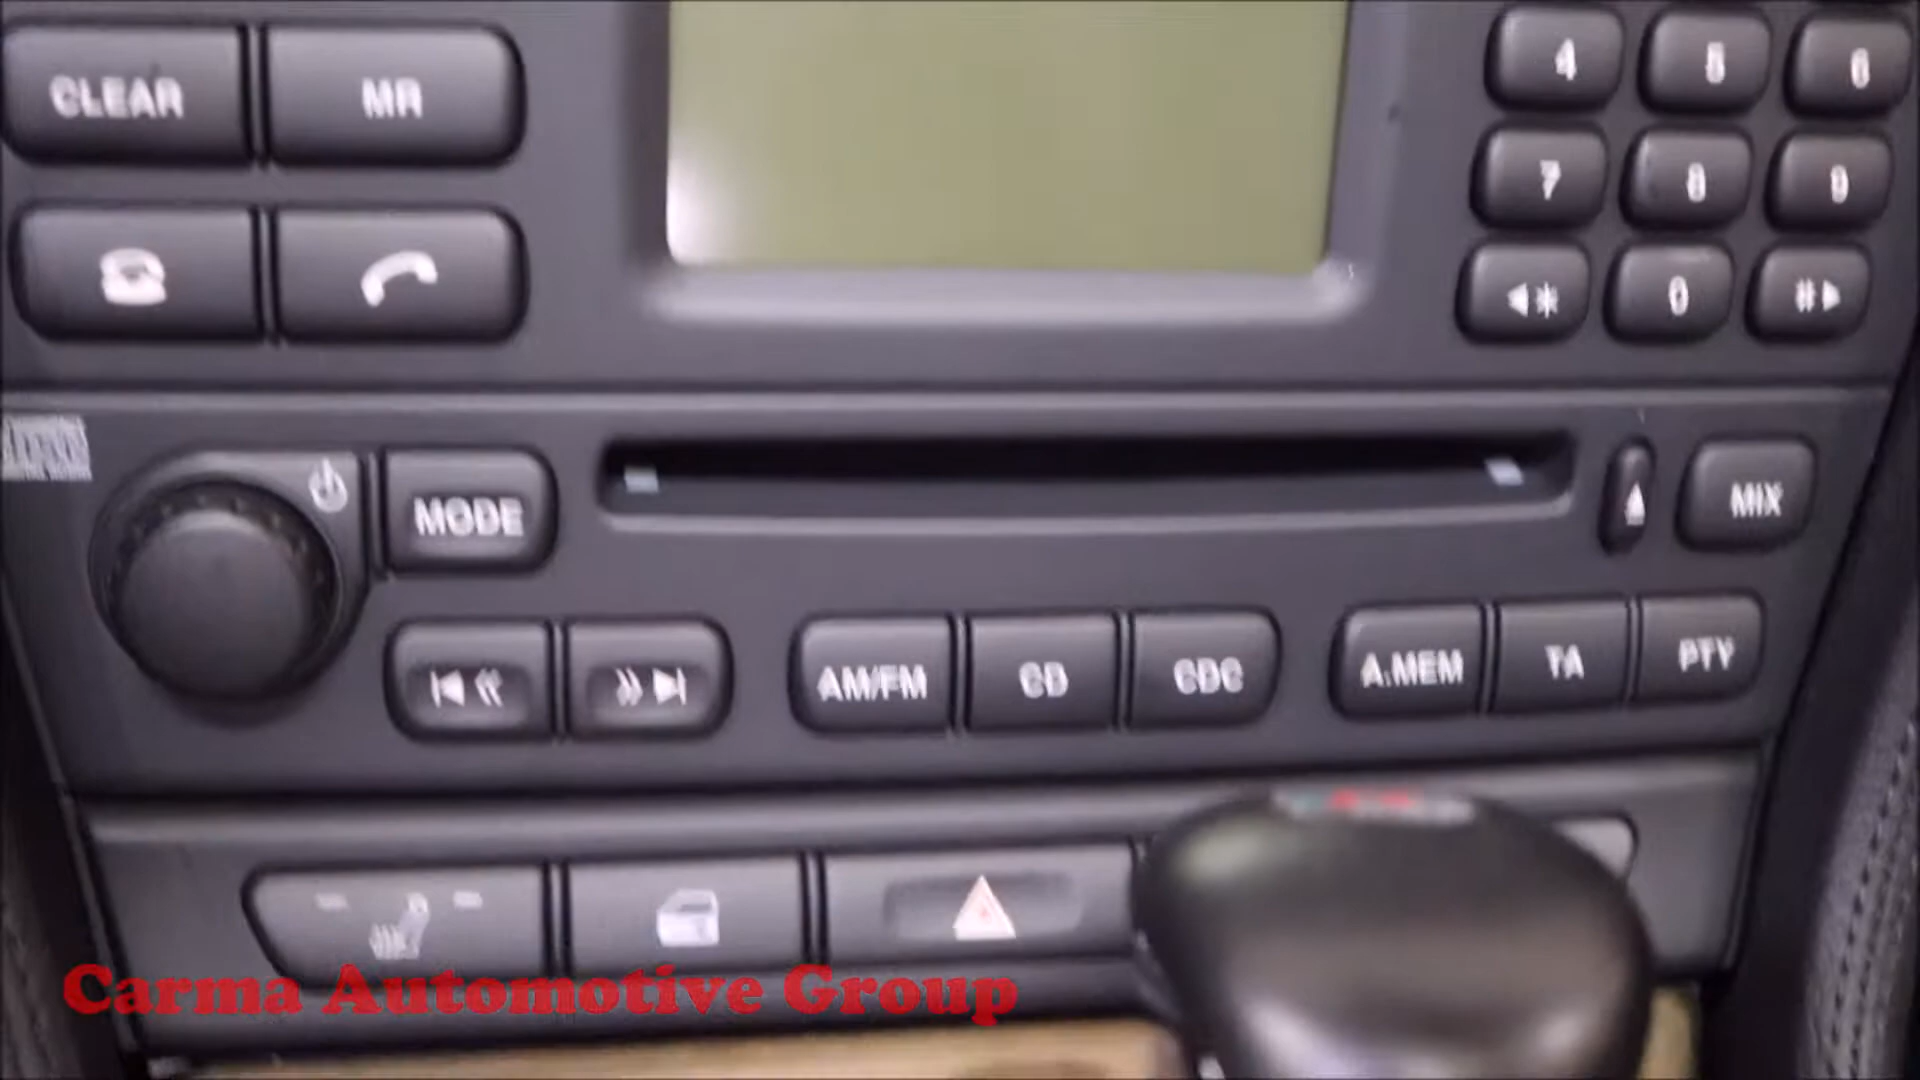 CLEAR MR
4 5 6
7 8 9
* 0 #
MODE
MIX
AM/FM CD CDC
A.MEM TA PTY
Carma Automotive Group